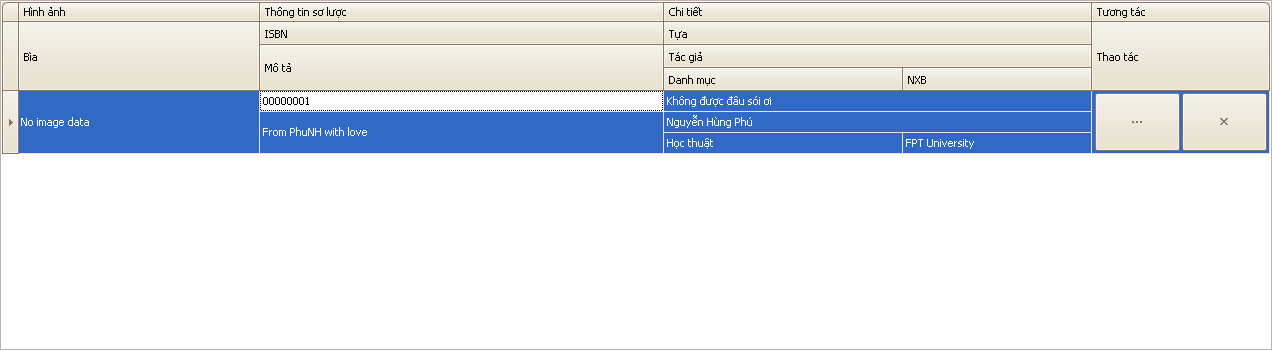 Hình ảnh Thông tin sơ lược Chi tiết Tương tác
ISBN Tựa
Bìa Tác giả Thao tác
Mô tả
Danh mục NXB
00000001 Không được đâu sói ơi
No image data Nguyễn Hùng Phú ... ×
From PhuNH with love
Học thuật FPT University